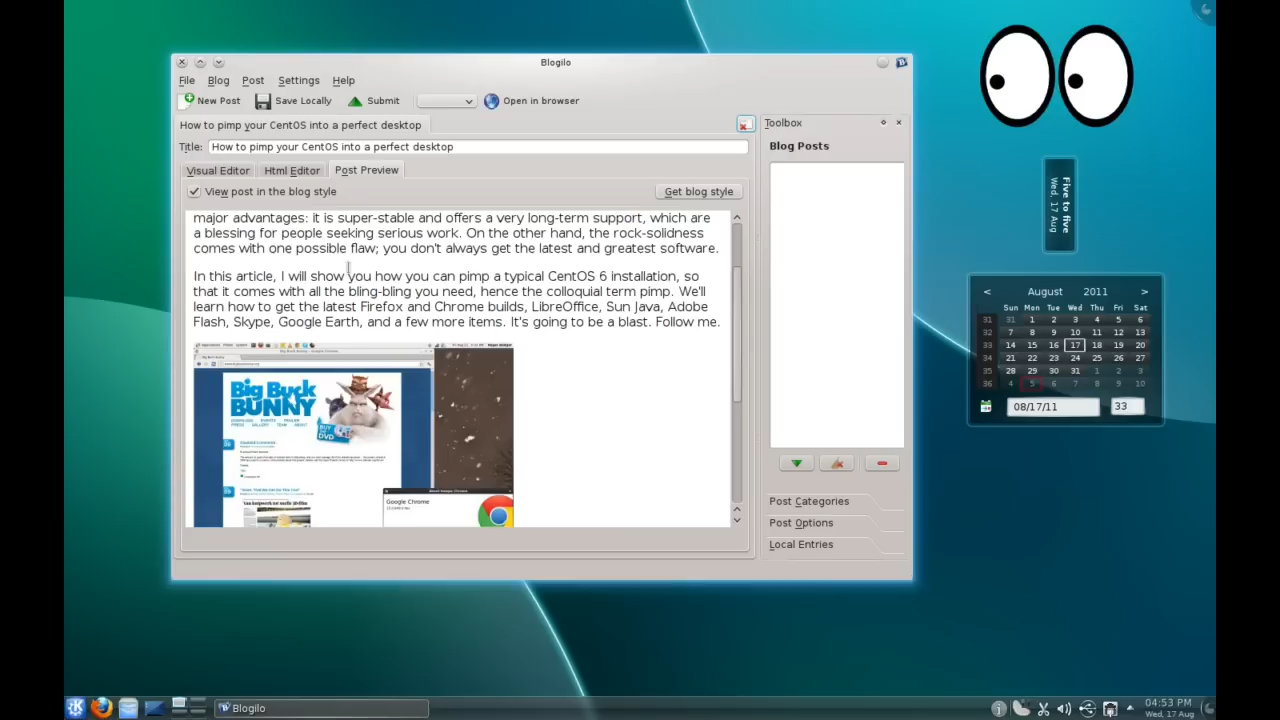 Blogilo
File Blog Post Settings Help
New Post Save Locally Submit Open in browser
How to pimp your CentOS into a perfect desktop
Title: How to pimp your CentOS into a perfect desktop
Visual Editor Html Editor Post Preview
View post in the blog style Get blog style
major advantages: it is super-stable and offers a very long-term support, which are
a blessing for people seeking serious work. On the other hand, the rock-solidness
comes with one possible flaw; you don't always get the latest and greatest software.
In this article, I will show you how you can pimp a typical CentOS 6 installation, so
that it comes with all the bling-bling you need, hence the colloquial term pimp. We'll
learn how to get the latest Firefox and Chrome builds, LibreOffice, Sun Java, Adobe
Flash, Skype, Google Earth, and a few more items. It's going to be a blast. Follow me.
Big Buck
BUNNY
BUY THE
DVD
Google Chrome
Toolbox
Blog Posts
Post Categories
Post Options
Local Entries
Five to five
Wed, 17 Aug
< August 2011 >
Sun Mon Tue Wed Thu Fri Sat
31 31 1 2 3 4 5 6
32 7 8 9 10 11 12 13
33 14 15 16 17 18 19 20
34 21 22 23 24 25 26 27
35 28 29 30 31 1 2 3
36 4 5 6 7 8 9 10
08/17/11 33
Blogilo
04:53 PM
Wed, 17 Aug